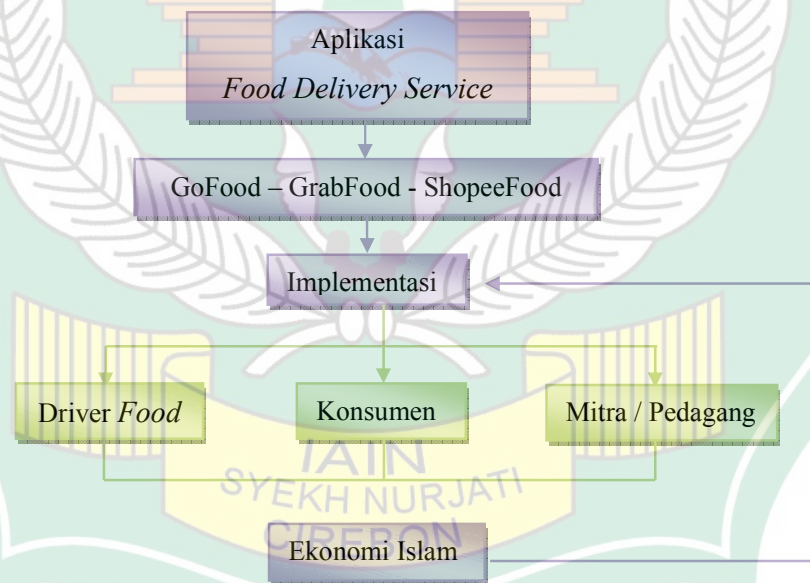 Aplikasi
Food Delivery Service
GoFood – GrabFood - ShopeeFood
Implementasi
Driver Food
Konsumen
Mitra / Pedagang
IAIN
SYEKH NURJATI
CIREBON
Ekonomi Islam